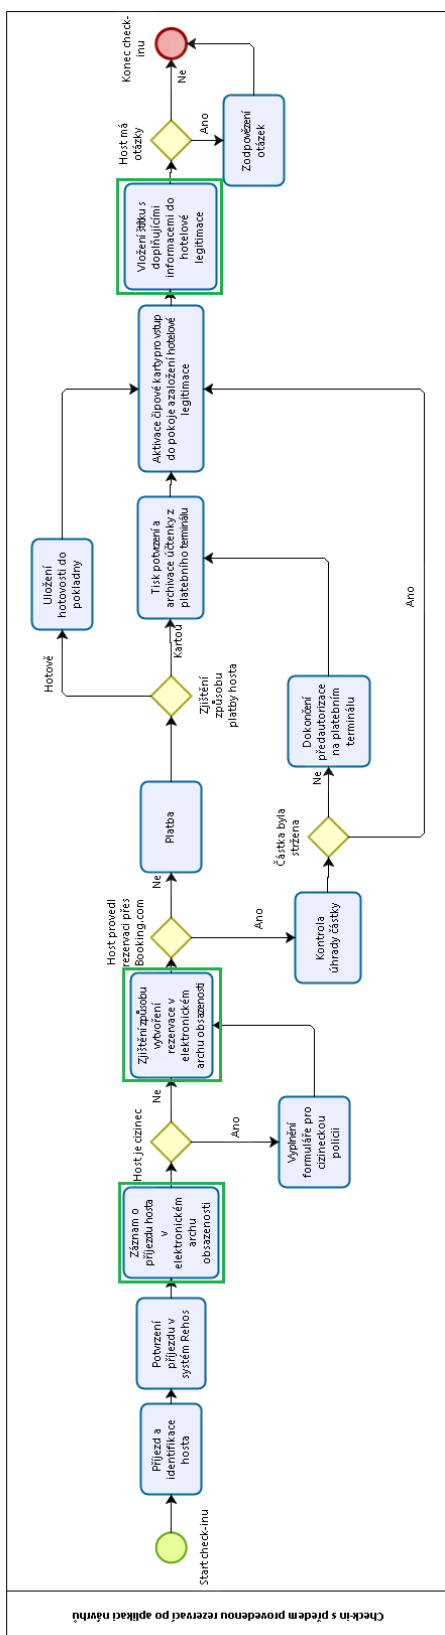 Check-in s předem provedenou rezervací po aplikaci návrhů
Start check-inu
Příjezd a
identifikace
hosta
Potvrzení
příjezdu v
systém Rehos
Záznam o
příjezdu hosta
v
elektronickém
archu
obsazenosti
Host je cizinec
Ne
Ano
Vyplnění
formuláře pro
cizineckou
policii
Zjištění způsobu
vytvoření
rezervace v
elektronickém
archu obsazenosti
Host provedl
rezervaci přes
Booking.com
Ne
Ano
Kontrola
úhrady částky
Platba
Částka byla
stržena
Ne
Ano
Dokončení
předautorizace
na platebním
terminálu
Zjištění
způsobu
platby hosta
Hotově
Kartou
Uložení
hotovosti do
pokladny
Tisk potvrzení a
archivace účtenky z
platebního terminálu
Aktivace čipové karty pro vstup
do pokoje a založení hotelové
legitimace
Vložení štítku s
doplňujícími
informacemi do
hotelové
legitimace
Host má
otázky
Ne
Ano
Zodpovězení
otázek
Konec check-
inu